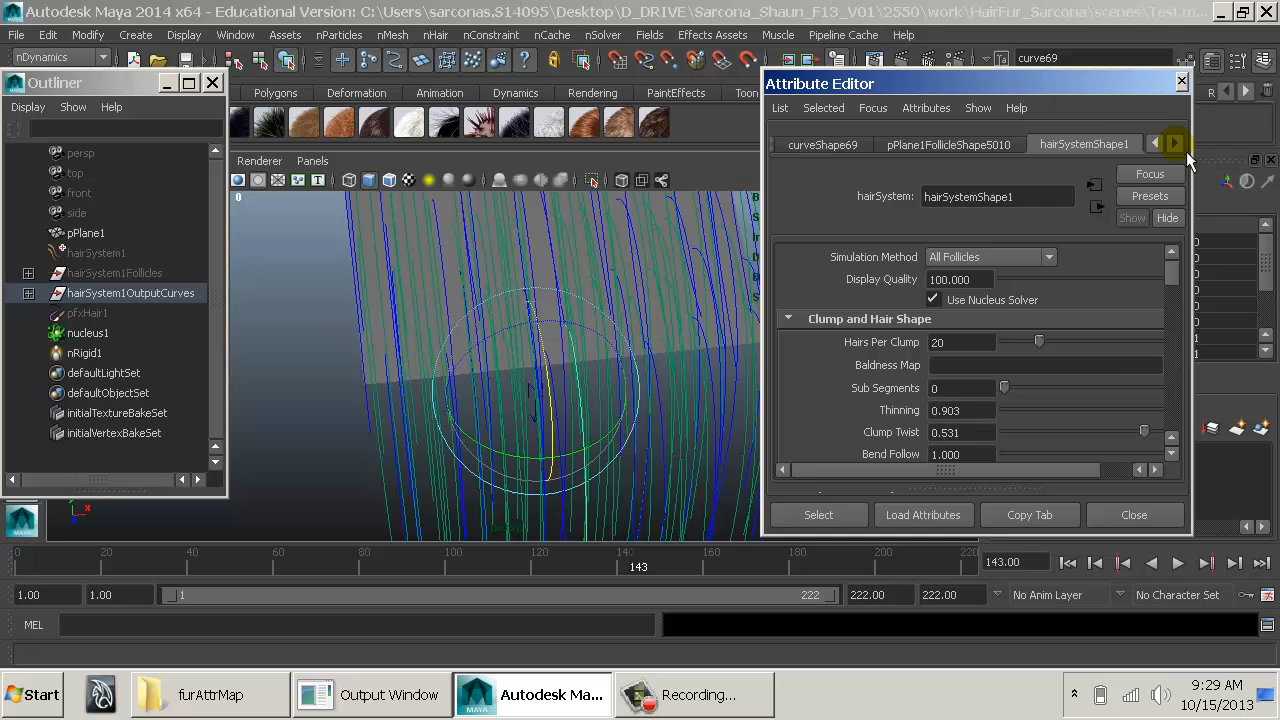 Autodesk Maya 2014 x64 - Educational Version: C:\Users\sarconas.S14095\Desktop\D_DRIVE\Sarcona_Shaun_F13_V01\2550\work\HairFur_Sarcona\scenes\Test.m
File Edit Modify Create Display Window Assets nParticles nMesh nHair nConstraint nCache nSolver Fields Effects Assets Muscle Pipeline Cache
nDynamics curve69
Outliner
Display Show Help
persp
top
front
side
pPlane1
hairSystem1
hairSystem1Follicles
hairSystem1OutputCurves
pfxHair1
nucleus1
nRigid1
defaultLightSet
defaultObjectSet
initialTextureBakeSet
initialVertexBakeSet
Polygons Deformation Animation Dynamics Rendering PaintEffects Toon
Renderer Panels
0
Attribute Editor
List Selected Focus Attributes Show Help
curveShape69 pPlane1FollicleShape5010 hairSystemShape1
Focus
hairSystem: hairSystemShape1
Presets
Show Hide
Simulation Method All Follicles
Display Quality 100.000
Use Nucleus Solver
Clump and Hair Shape
Hairs Per Clump 20
Baldness Map
Sub Segments 0
Thinning 0.903
Clump Twist 0.531
Bend Follow 1.000
Select Load Attributes Copy Tab Close
0 20 40 60 80 100 120 140 160 180 200 220
143
143.00
1.00 1.00 1 222 222.00 222.00 No Anim Layer No Character Set
MEL
Start furAttrMap Output Window Autodesk Ma... Recording...
9:29 AM
10/15/2013